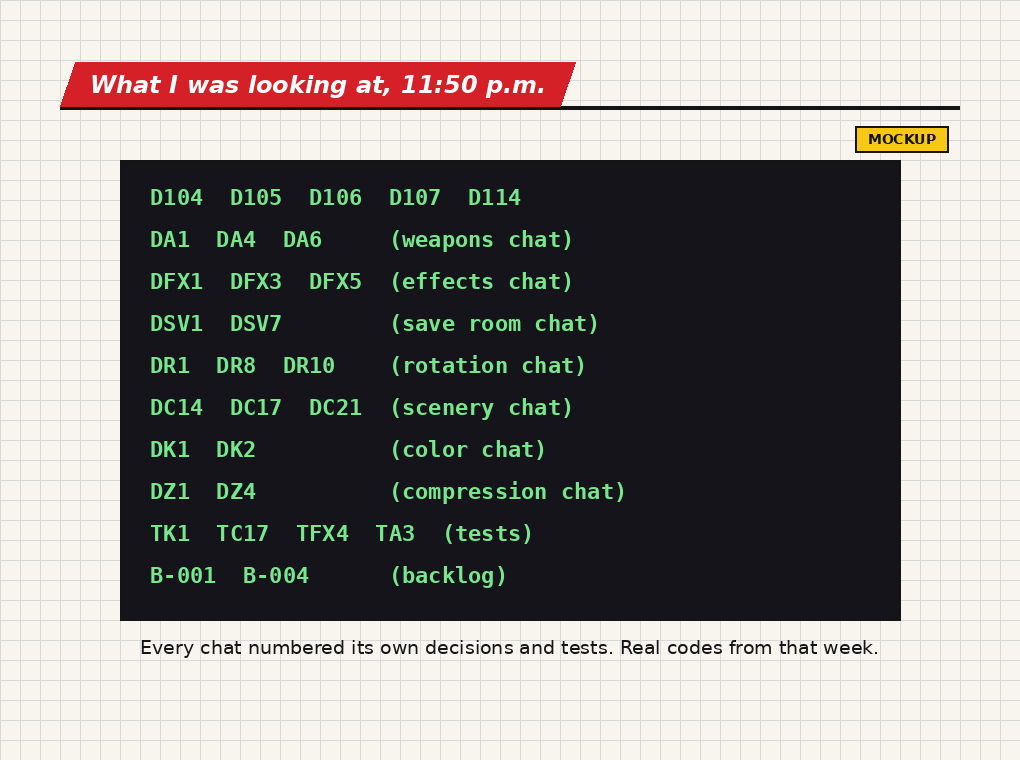 What I was looking at, 11:50 p.m.
MOCKUP
D104 D105 D106 D107 D114
DA1 DA4 DA6 (weapons chat)
DFX1 DFX3 DFX5 (effects chat)
DSV1 DSV7 (save room chat)
DR1 DR8 DR10 (rotation chat)
DC14 DC17 DC21 (scenery chat)
DK1 DK2 (color chat)
DZ1 DZ4 (compression chat)
TK1 TC17 TFX4 TA3 (tests)
B-001 B-004 (backlog)
Every chat numbered its own decisions and tests. Real codes from that week.